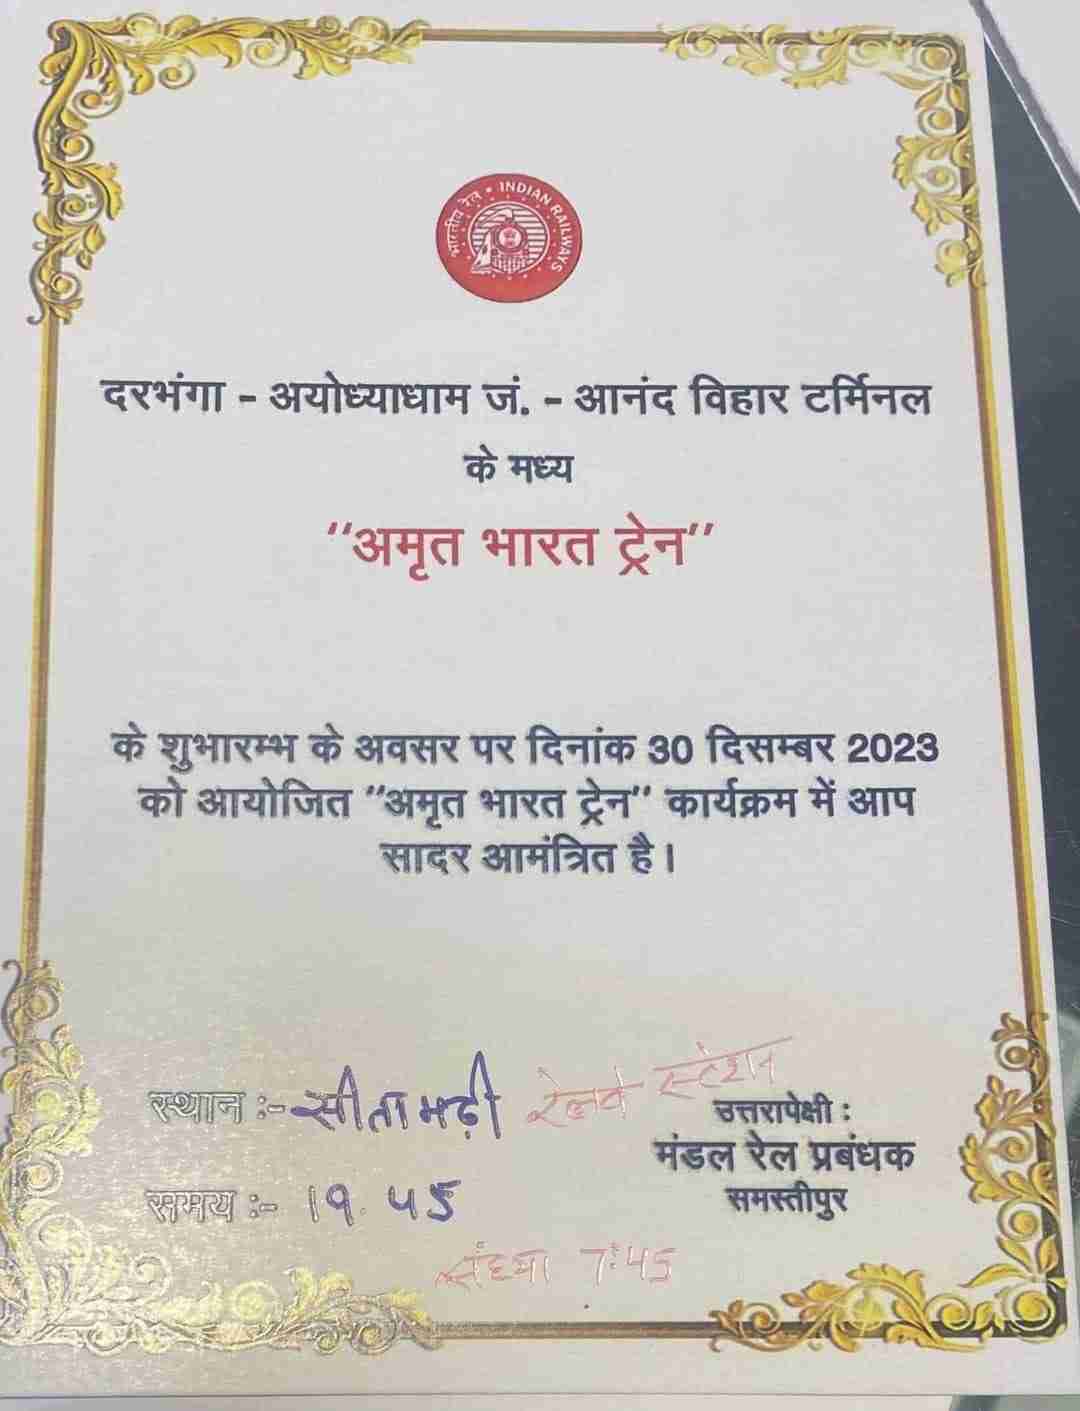 भारतीय रेल • INDIAN RAILWAYS
दरभंगा - अयोध्याधाम जं. - आनंद विहार टर्मिनल
के मध्य
"अमृत भारत ट्रेन"
के शुभारम्भ के अवसर पर दिनांक 30 दिसम्बर 2023
को आयोजित "अमृत भारत ट्रेन" कार्यक्रम में आप
सादर आमंत्रित है।
स्थान :- सीतामढ़ी रेलवे स्टेशन
समय :- 19.45
संध्या 7:45
उत्तरापेक्षी :
मंडल रेल प्रबंधक
समस्तीपुर